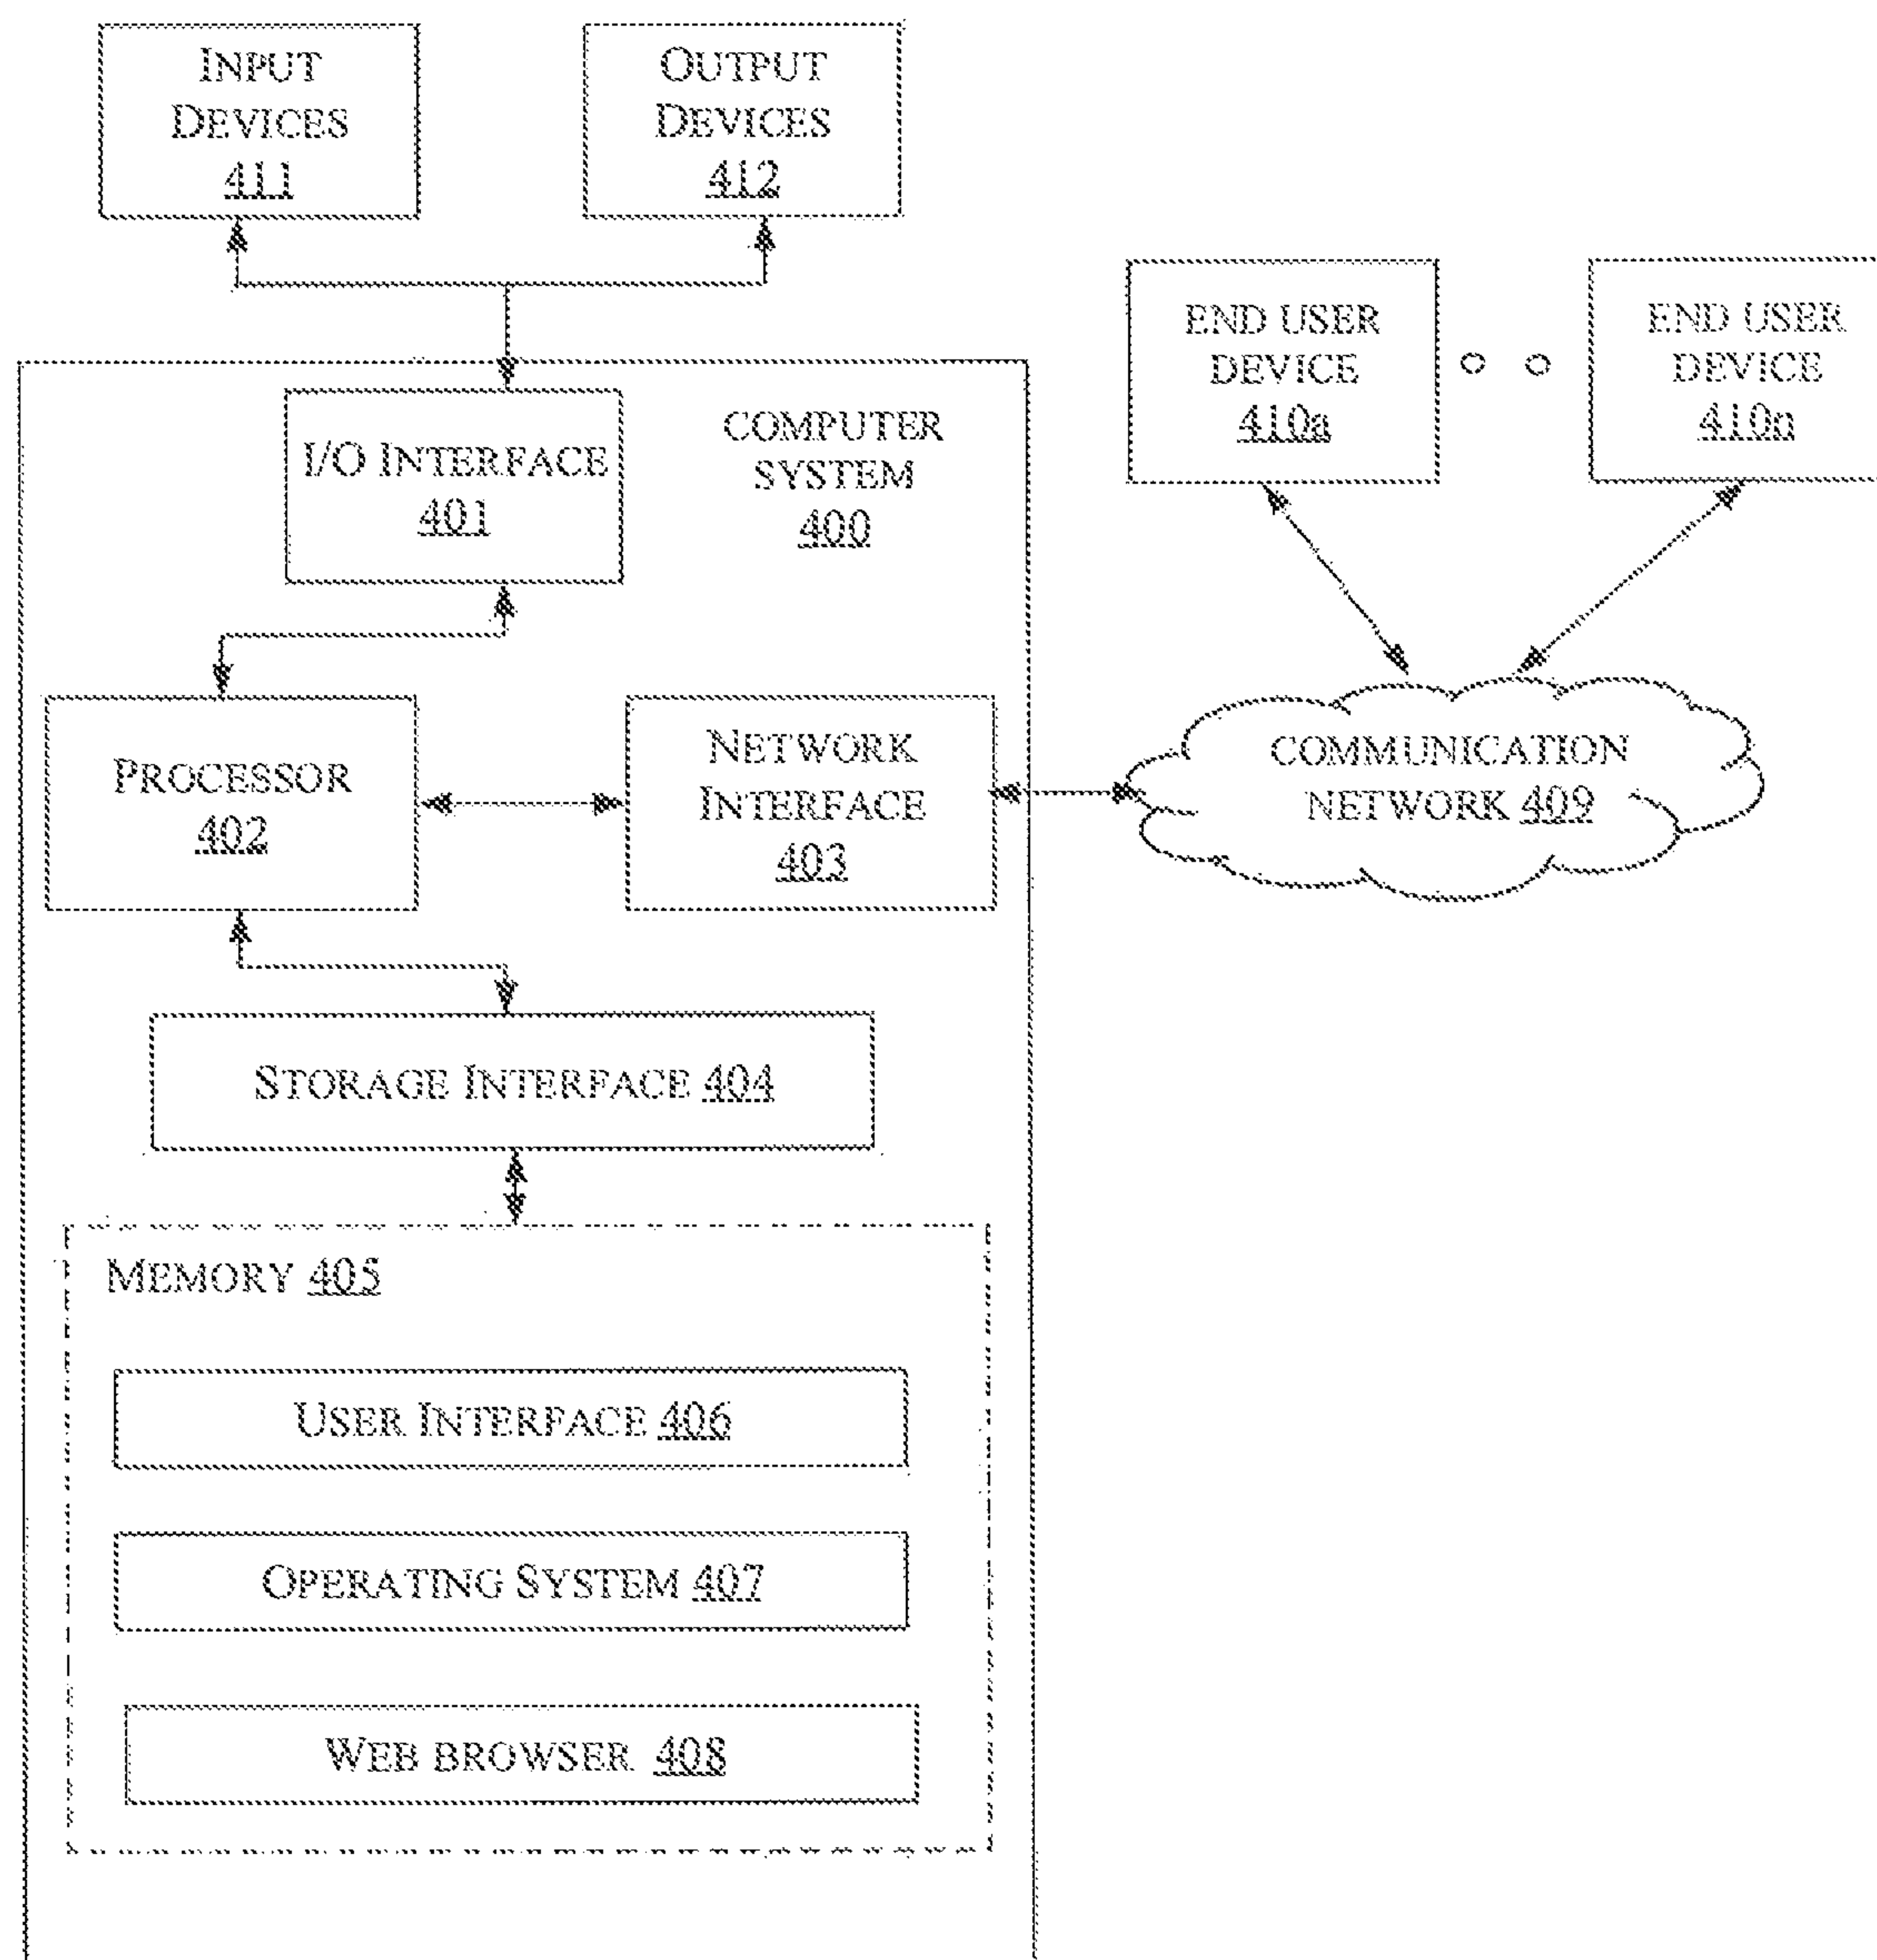 INPUT
DEVICES
411
OUTPUT
DEVICES
412
END USER
DEVICE
410a
END USER
DEVICE
410n
I/O INTERFACE
401
COMPUTER
SYSTEM
400
PROCESSOR
402
NETWORK
INTERFACE
403
COMMUNICATION
NETWORK 409
STORAGE INTERFACE 404
MEMORY 405
USER INTERFACE 406
OPERATING SYSTEM 407
WEB BROWSER 408